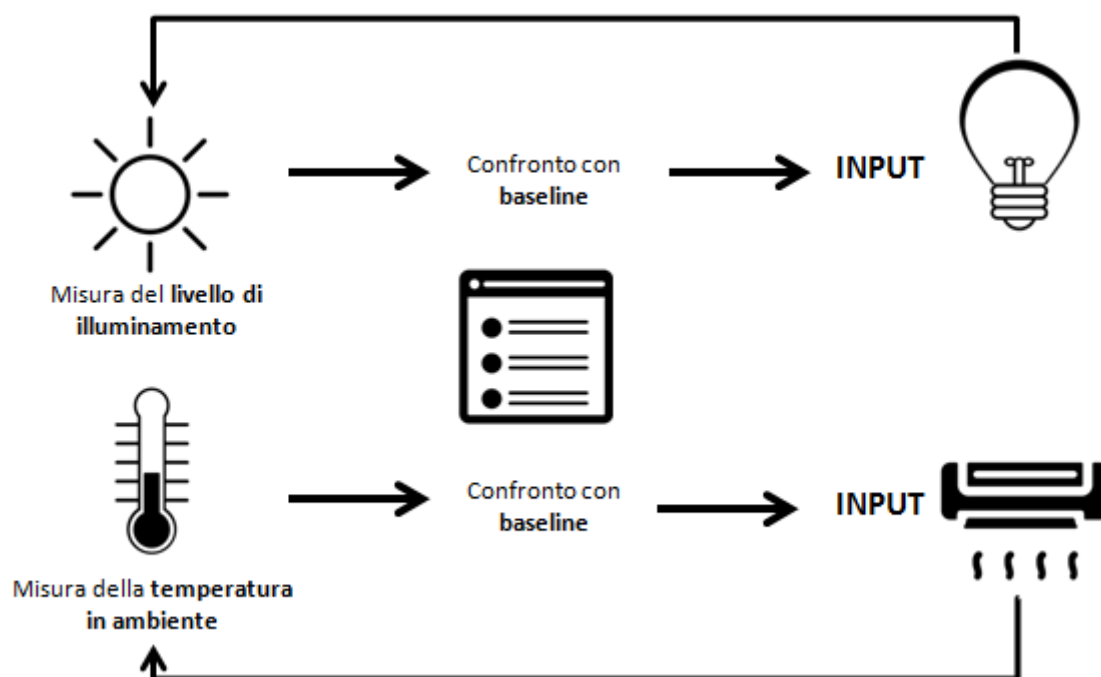 Confronto con
baseline
INPUT
Misura del livello di
illuminamento
Confronto con
baseline
INPUT
Misura della temperatura
in ambiente